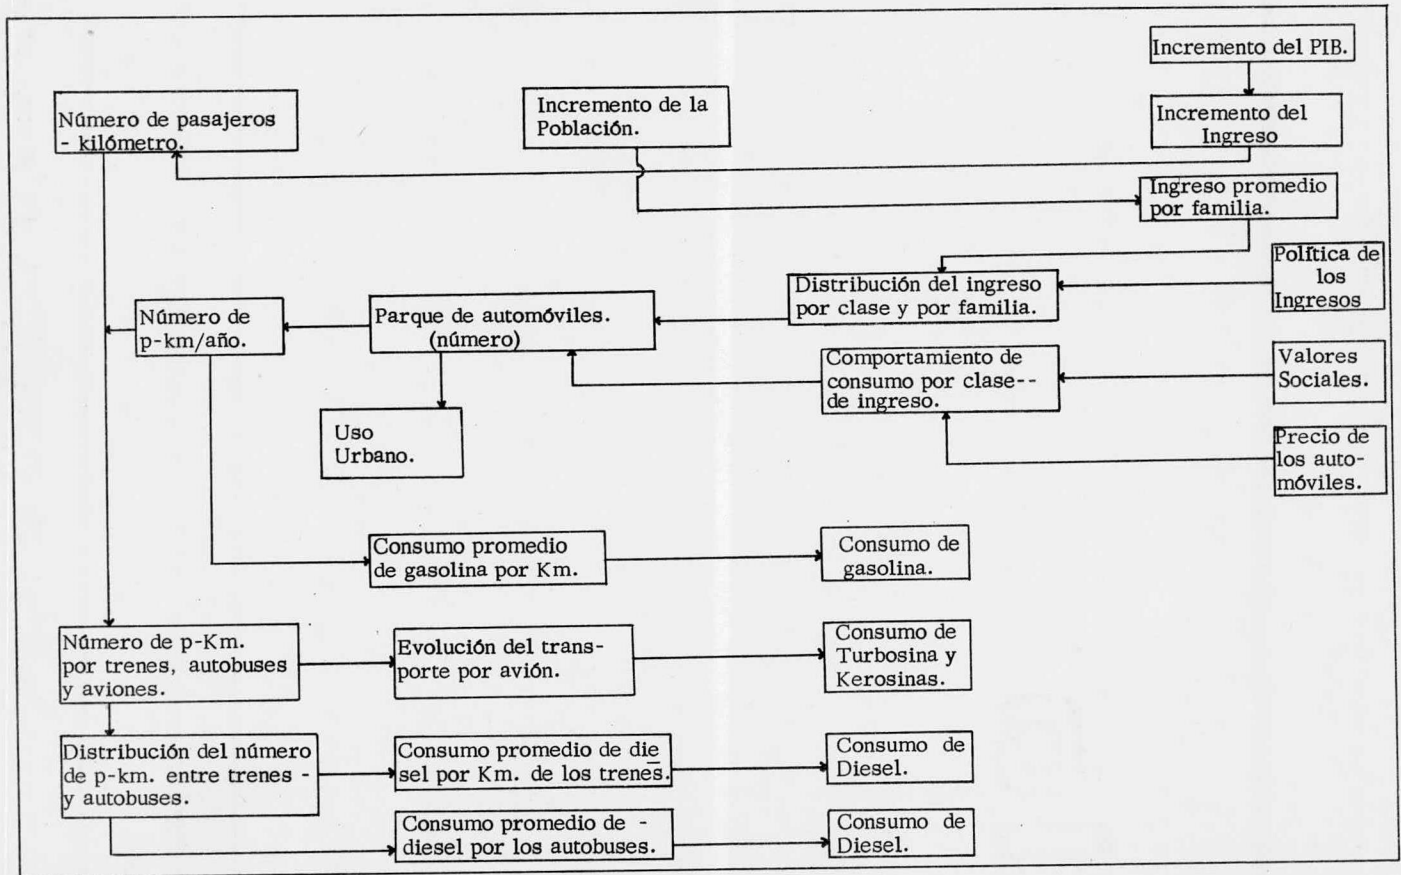 Incremento del PIB.
Número de pasajeros
- kilómetro.
Incremento de la
Población.
Incremento del
Ingreso
Ingreso promedio
por familia.
Política de
los
Ingresos
Distribución del ingreso
por clase y por familia.
Parque de automóviles.
(número)
Número de
p-km/año.
Comportamiento de
consumo por clase--
de ingreso.
Valores
Sociales.
Uso
Urbano.
Precio de
los auto-
móviles.
Consumo promedio
de gasolina por Km.
Consumo de
gasolina.
Número de p-Km.
por trenes, autobuses
y aviones.
Evolución del trans-
porte por avión.
Consumo de
Turbosina y
Kerosinas.
Distribución del número
de p-km. entre trenes -
y autobuses.
Consumo promedio de die
sel por Km. de los trenes.
Consumo de
Diesel.
Consumo promedio de -
diesel por los autobuses.
Consumo de
Diesel.